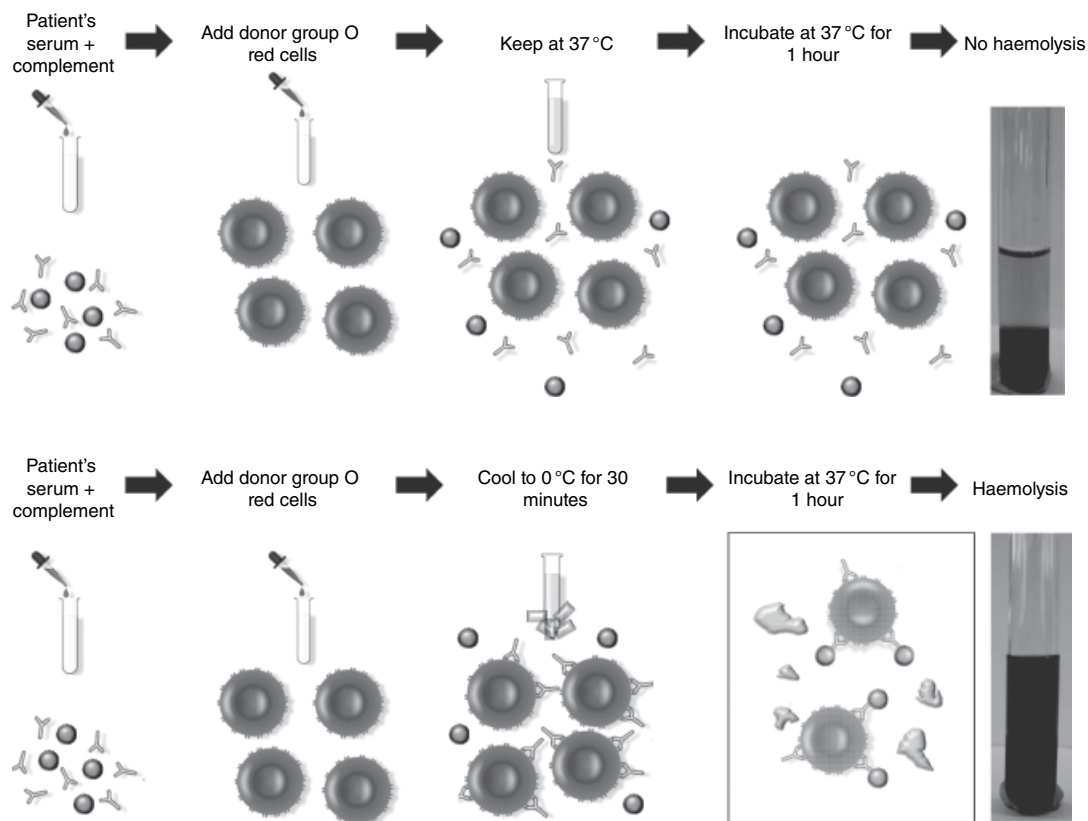 Patient's
serum +
complement
Add donor group O
red cells
Keep at 37 °C
Incubate at 37 °C for
1 hour
No haemolysis
Patient's
serum +
complement
Add donor group O
red cells
Cool to 0 °C for 30
minutes
Incubate at 37 °C for
1 hour
Haemolysis